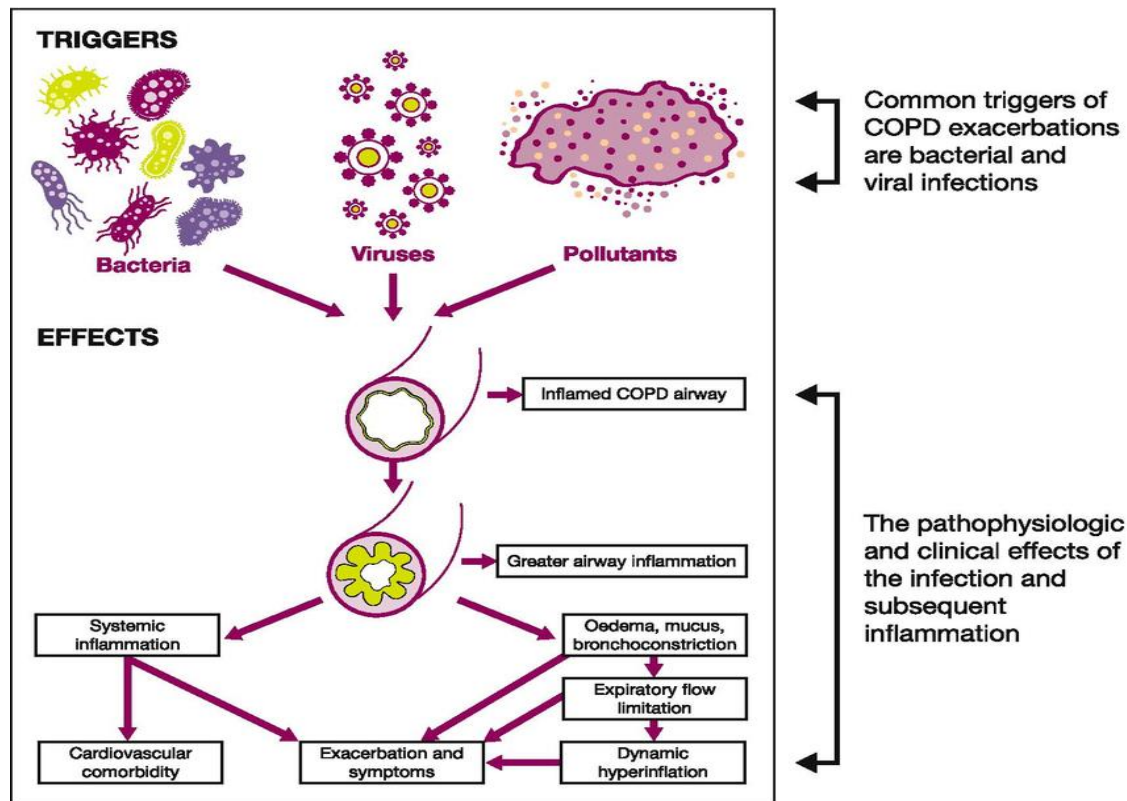 TRIGGERS
Bacteria
Viruses
Pollutants
Common triggers of
COPD exacerbations
are bacterial and
viral infections
EFFECTS
Inflamed COPD airway
Greater airway inflammation
Systemic
inflammation
Oedema, mucus,
bronchoconstriction
Expiratory flow
limitation
Cardiovascular
comorbidity
Exacerbation and
symptoms
Dynamic
hyperinflation
The pathophysiologic
and clinical effects of
the infection and
subsequent
inflammation